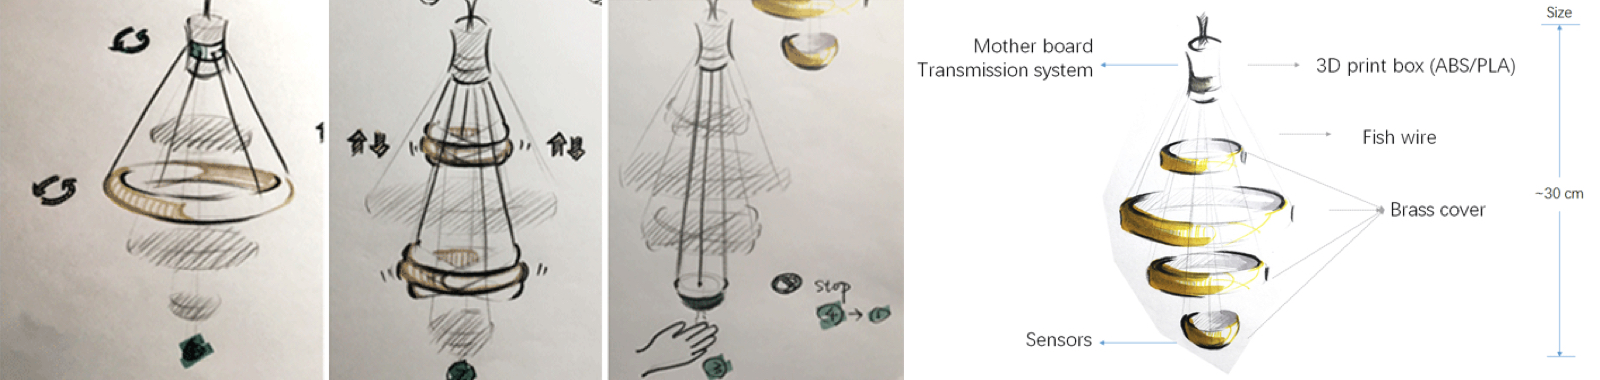 stop
Size
Mother board
Transmission system
3D print box (ABS/PLA)
Fish wire
~30 cm
Brass cover
Sensors